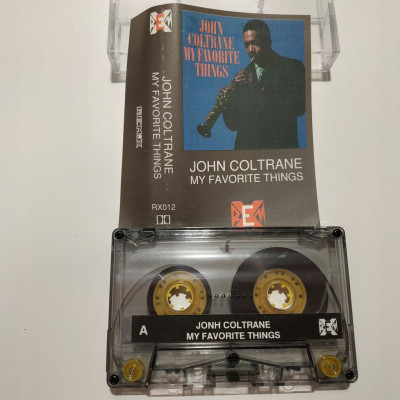 JOHN
COLTRANE
MY FAVORITE
THINGS
JOHN COLTRANE
MY FAVORITE THINGS
JOHN COLTRANE
MY FAVORITE THINGS
RX012
A
JONH COLTRANE
MY FAVORITE THINGS